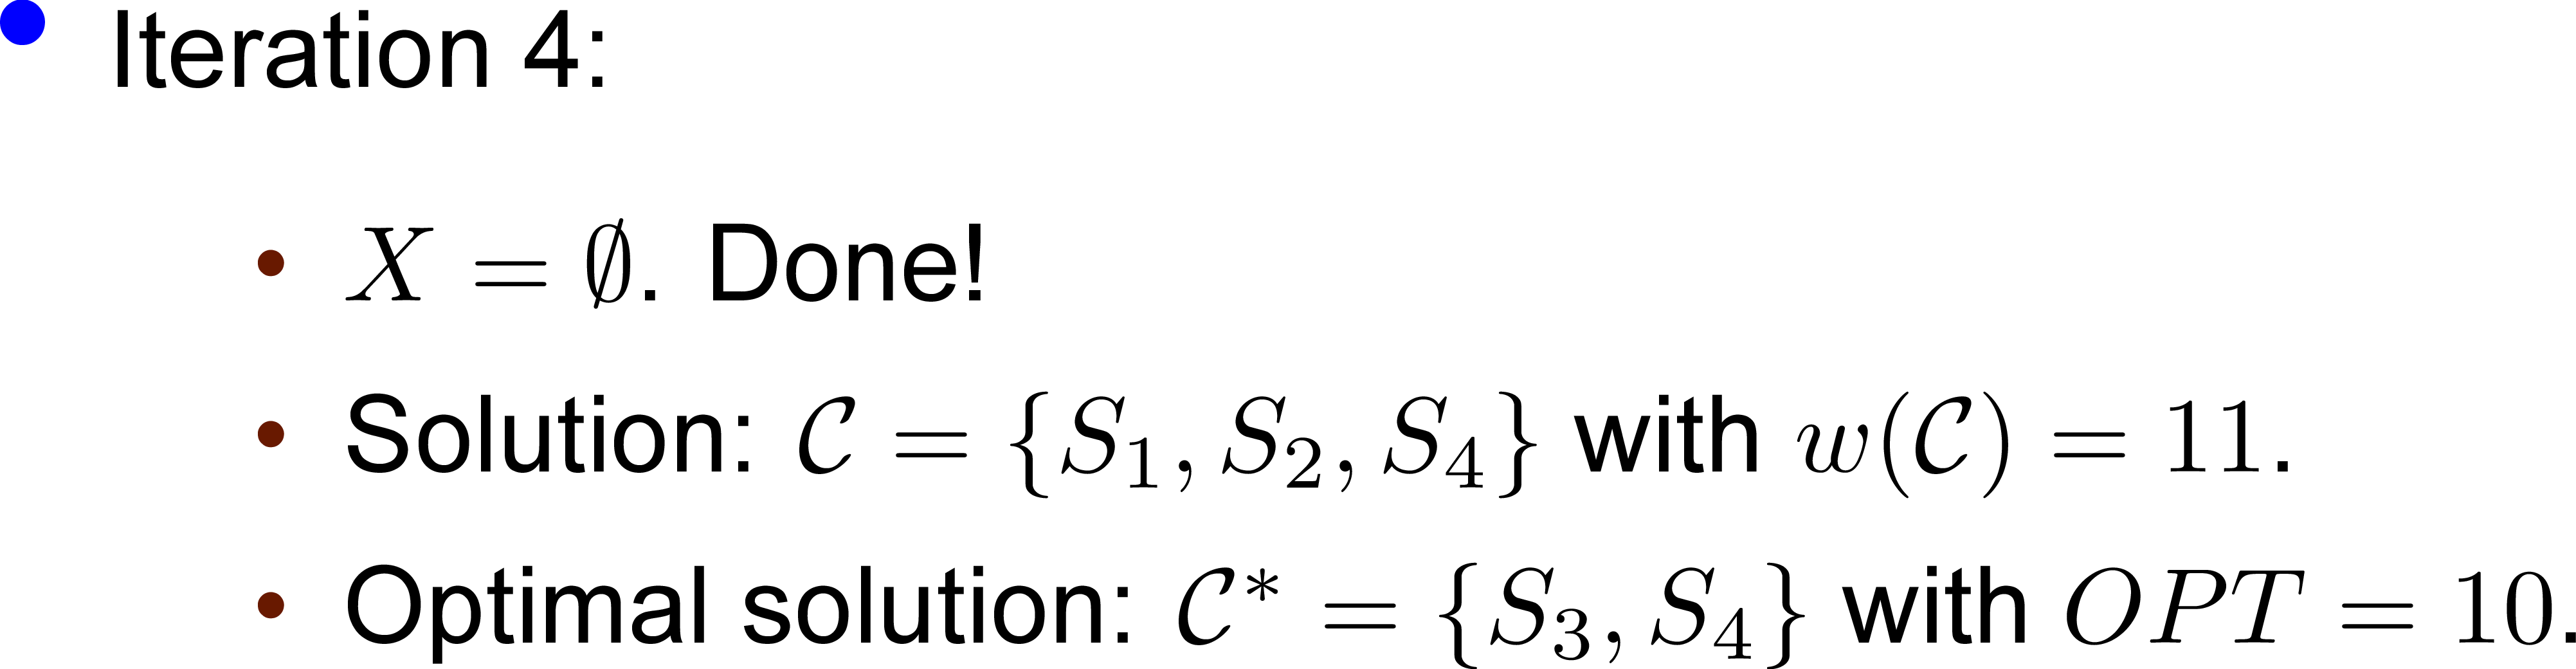 • Iteration 4:
• X = ∅. Done!
• Solution: 𝒞 = {S₁, S₂, S₄} with w(𝒞) = 11.
• Optimal solution: 𝒞* = {S₃, S₄} with OPT = 10.